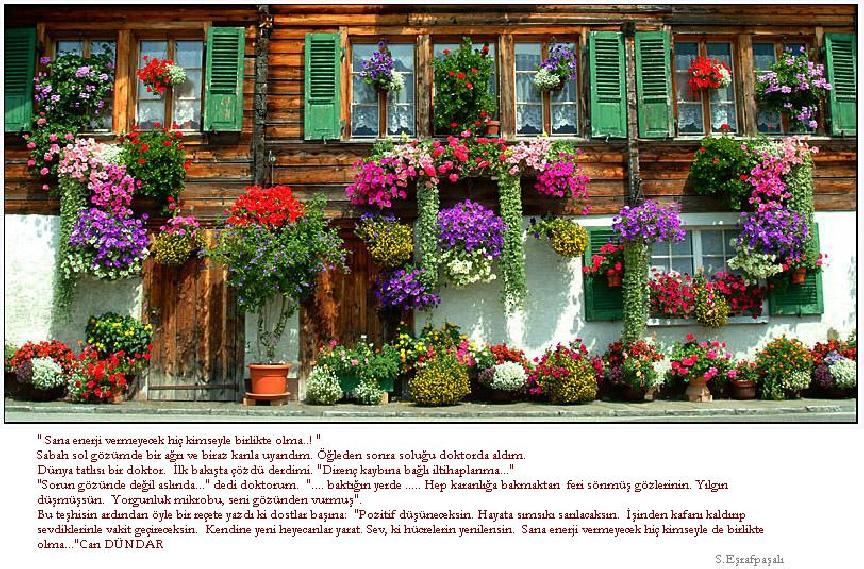 " Sana enerji vermeyecek hiç kimseyle birlikte olma..! ".
Sabah sol gözümde bir ağrı ve biraz kanla uyandım. Öğleden sonra soluğu doktorda aldım.
Dünya tatlısı bir doktor. İlk bakışta çözdü derdimi. "Direnç kaybına bağlı iltihaplanma..."
"Sorun gözünde değil aslında..." dedi doktorum. ".... baktığın yerde ..... Hep karanlığa bakmaktan feri sönmüş gözlerinin. Yılgın
düşmüşsün. Yorgunluk mikrobu, seni gözünden vurmuş".
Bu teşhisin ardından öyle bir reçete yazdı ki dostlar başına: "Pozitif düşüneceksin. Hayata sımsıkı sarılacaksın. İşinden kafanı kaldırıp
sevdiklerinle vakit geçireceksin. Kendine yeni heyecanlar yarat. Sev, ki hücrelerin yenilensin. Sana enerji vermeyecek hiç kimseyle de birlikte
olma..."Can DÜNDAR
S.Eşrafpaşalı